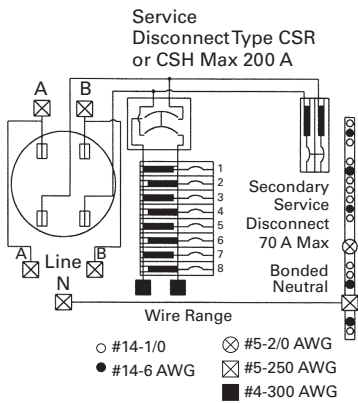 Service
Disconnect Type CSR
or CSH Max 200 A
A
B
1
2
3
4
5
6
7
8
Secondary
Service
Disconnect
70 A Max
A
Line
B
N
Bonded
Neutral
Wire Range
#14-1/0
#5-2/0 AWG
#14-6 AWG
#5-250 AWG
#4-300 AWG